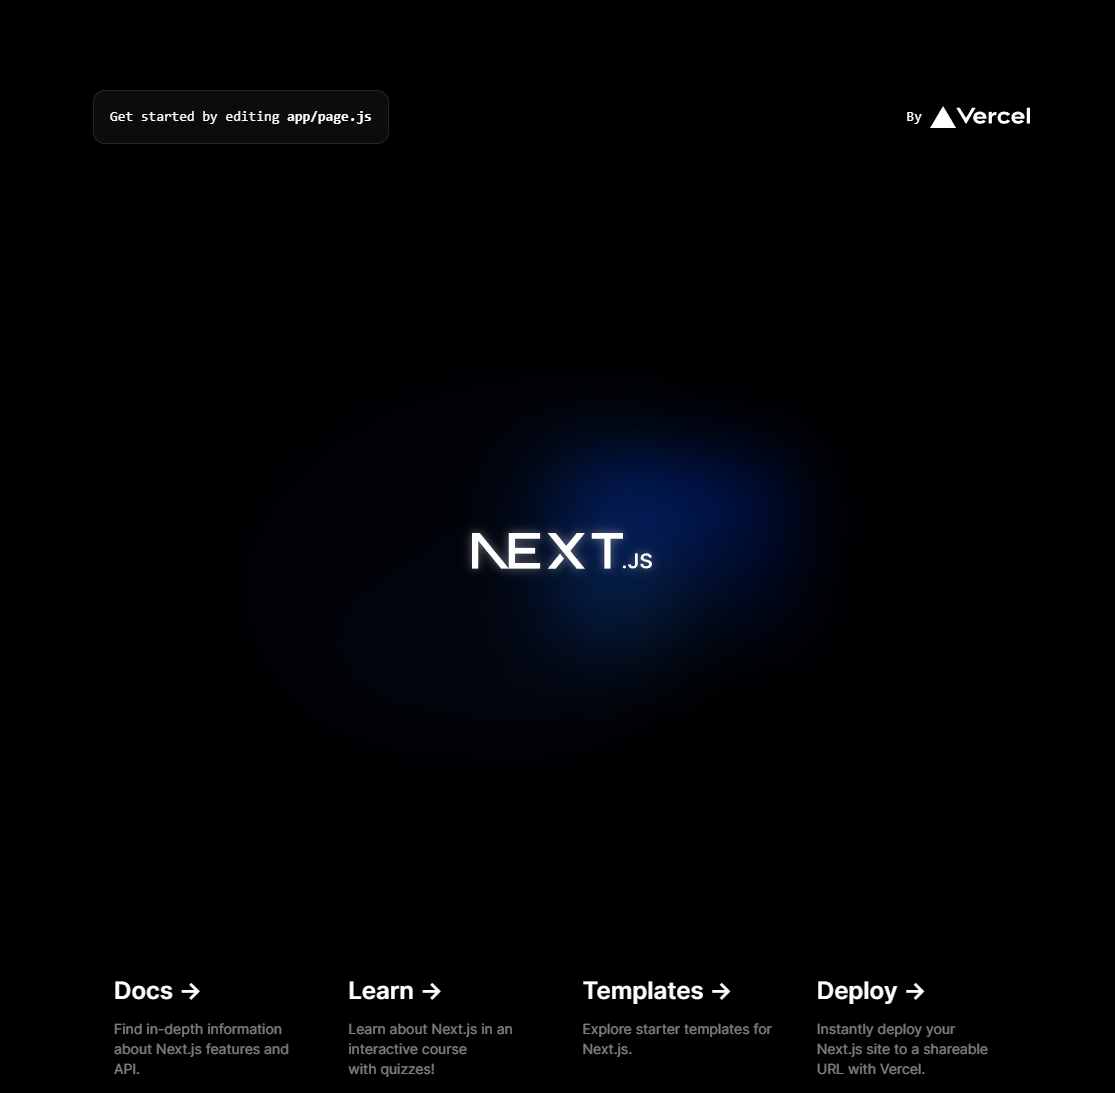 Get started by editing app/page.js
By Vercel
NEXT.JS
Docs →
Find in-depth information
about Next.js features and
API.
Learn →
Learn about Next.js in an
interactive course
with quizzes!
Templates →
Explore starter templates for
Next.js.
Deploy →
Instantly deploy your
Next.js site to a shareable
URL with Vercel.